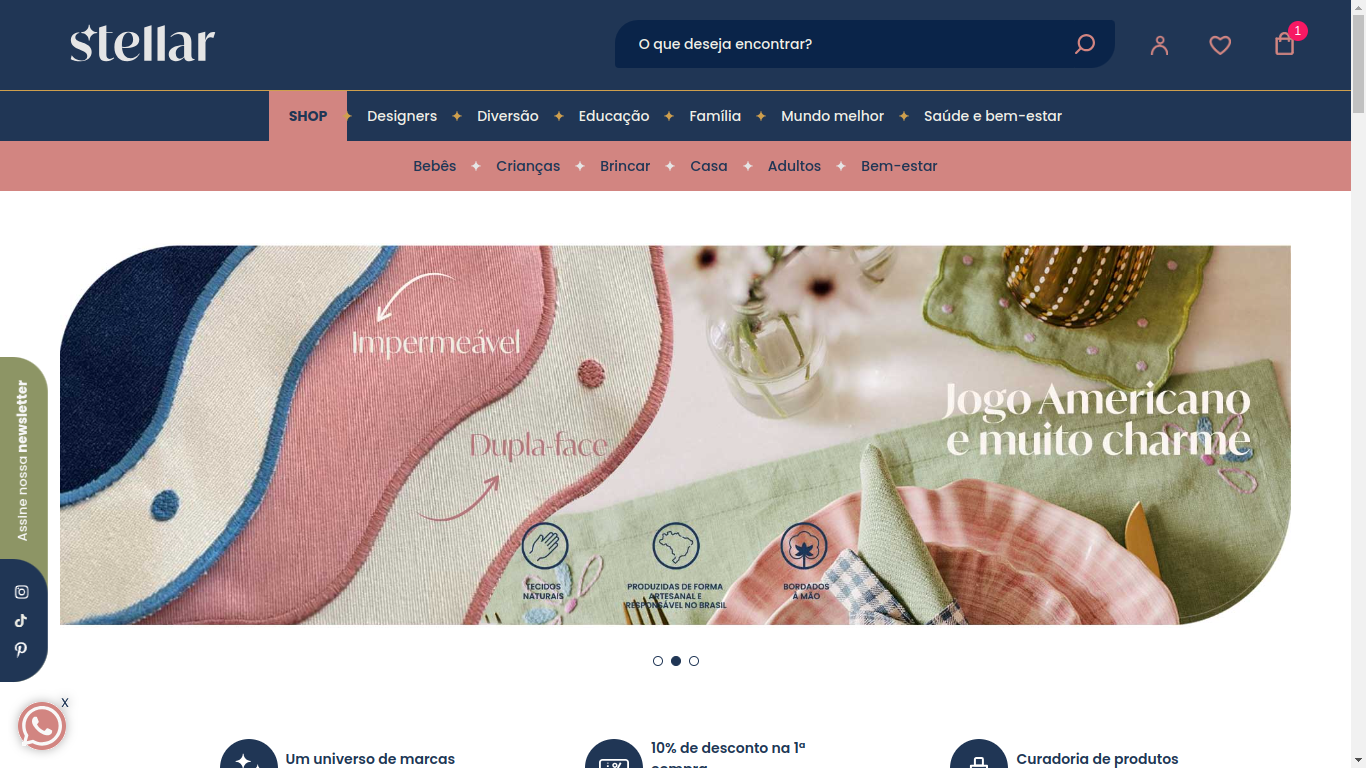 stellar
O que deseja encontrar?
1
SHOP
Designers
Diversão
Educação
Família
Mundo melhor
Saúde e bem-estar
Bebês
Crianças
Brincar
Casa
Adultos
Bem-estar
Impermeável
Dupla-face
Jogo Americano
e muito charme
TECIDOS
NATURAIS
PRODUZIDAS DE FORMA
ARTESANAL E
RESPONSÁVEL NO BRASIL
BORDADOS
À MÃO
Assine nossa newsletter
X
Um universo de marcas
10% de desconto na 1ª
compra
Curadoria de produtos